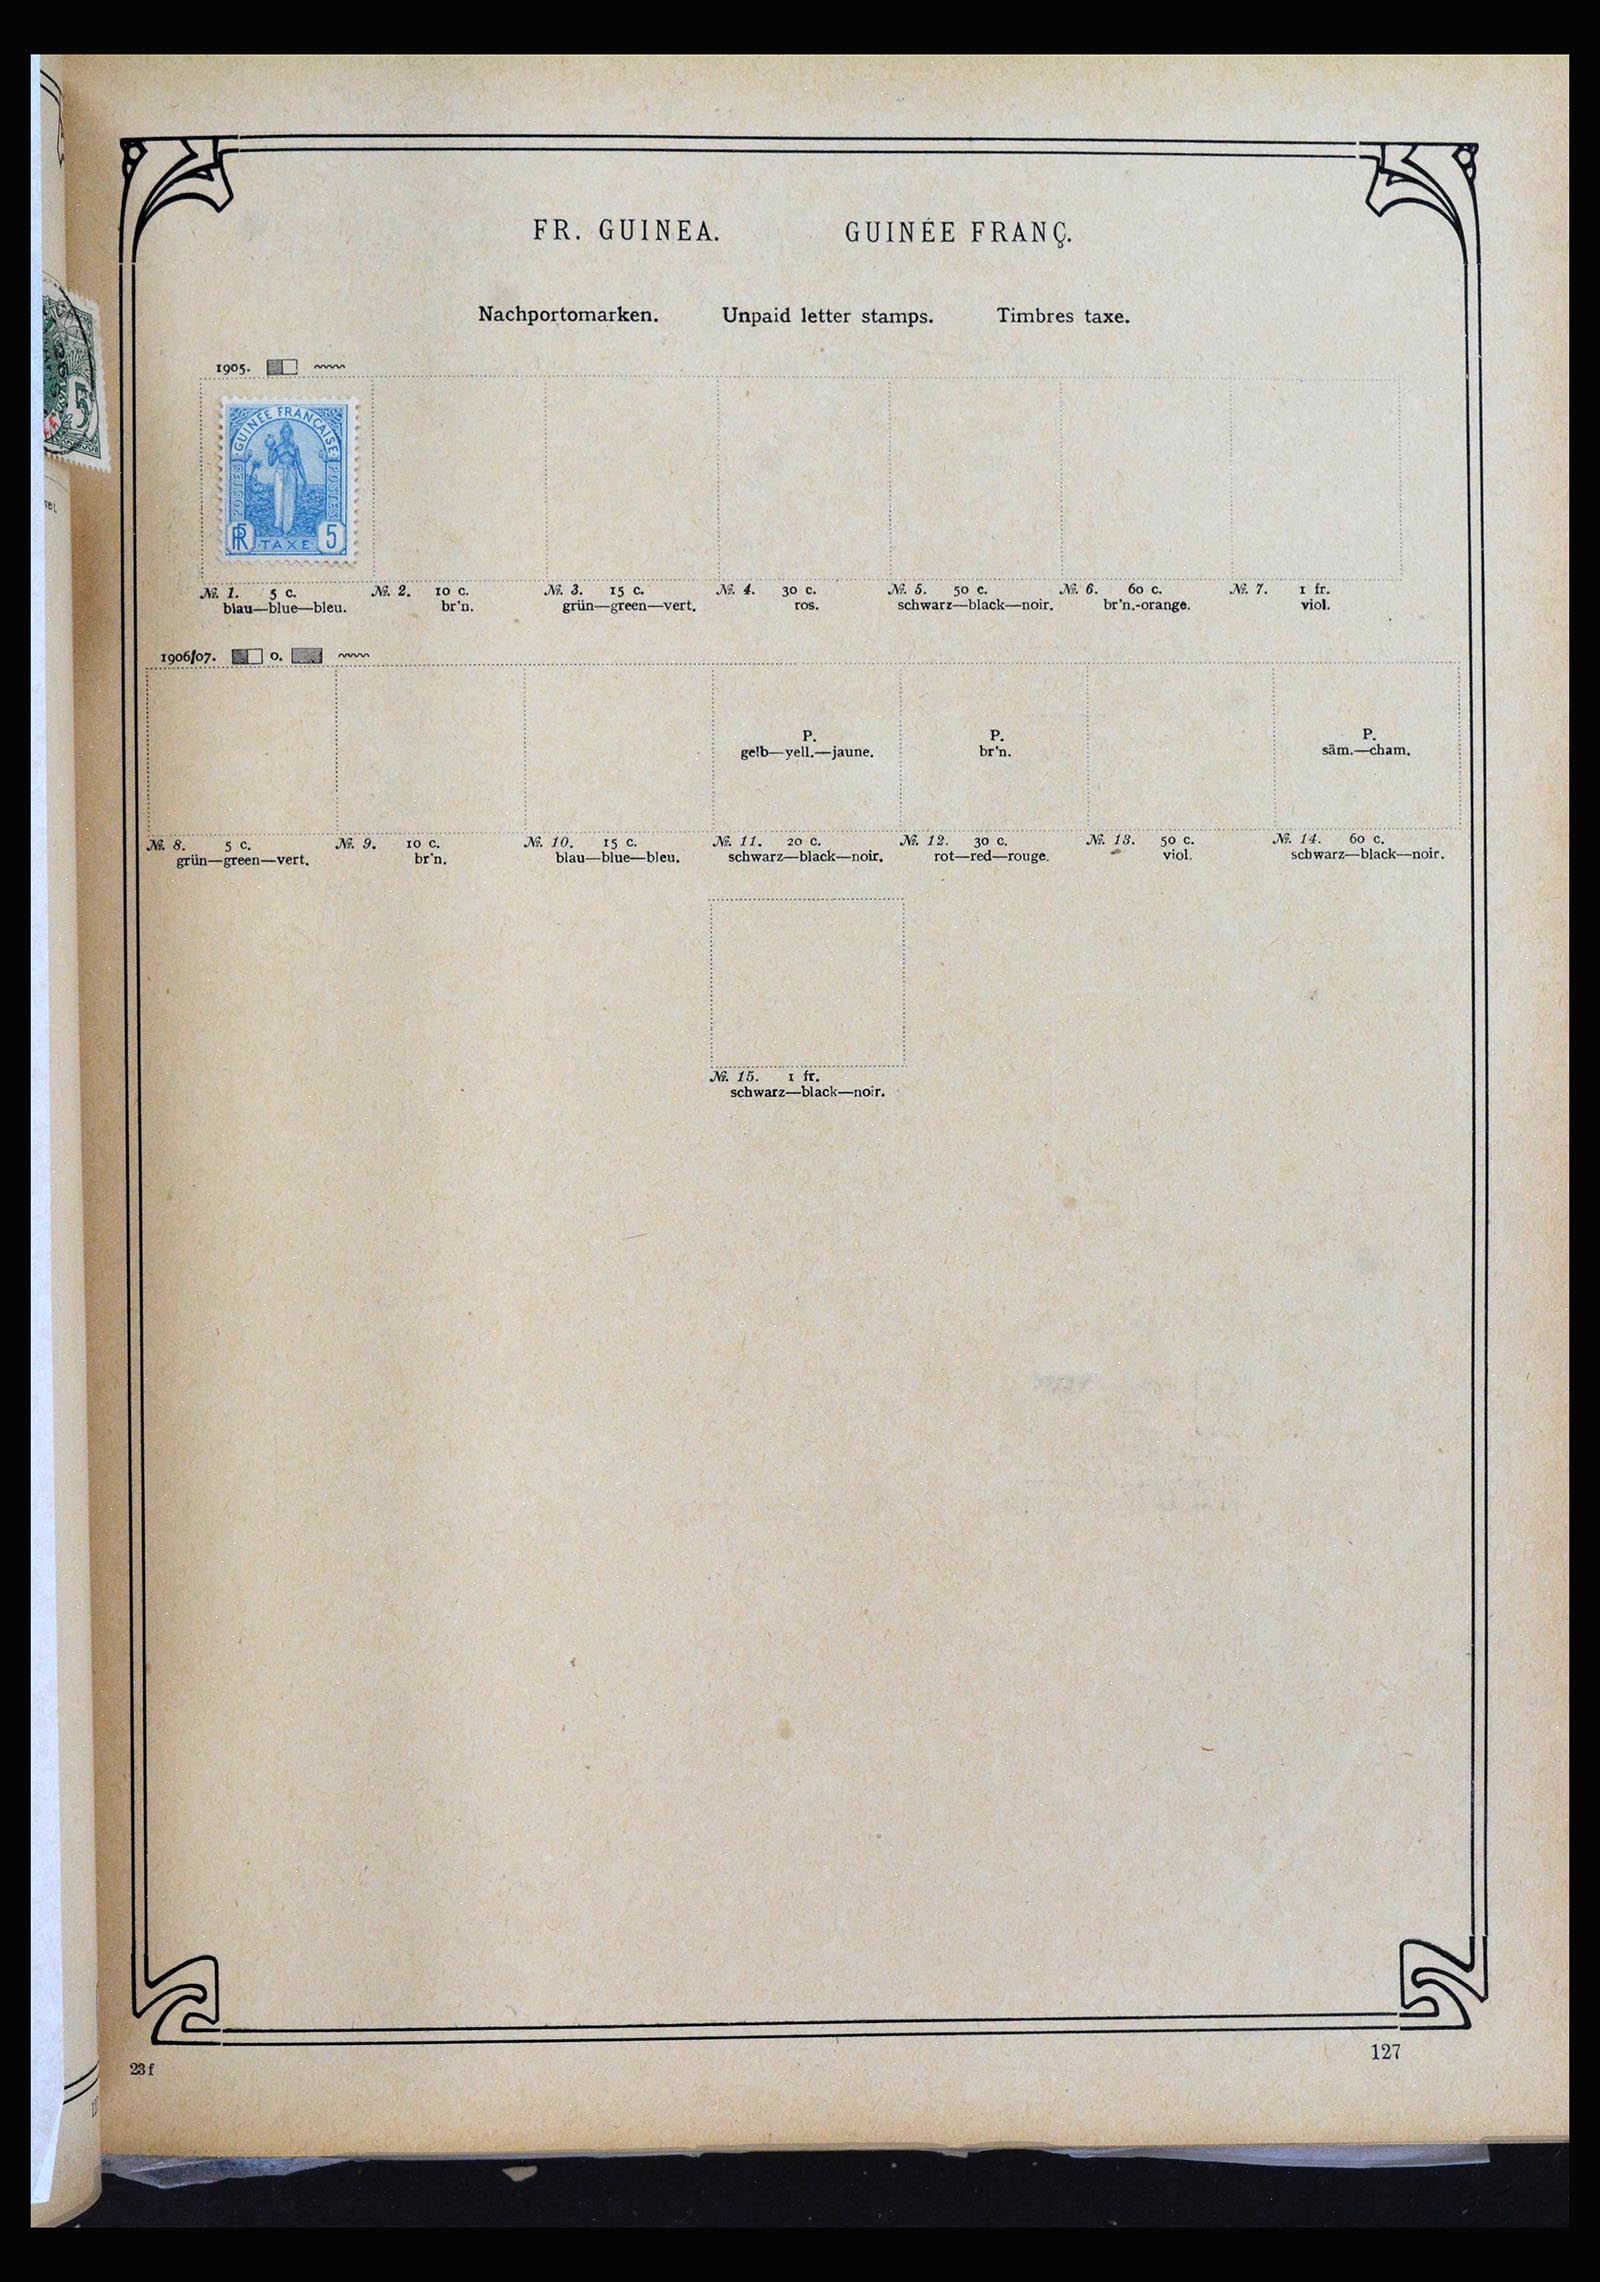 FR. GUINEA. GUINÉE FRANÇ.
Nachportomarken. Unpaid letter stamps. Timbres taxe.
1905.
GUINÉE FRANÇAISE
POSTES POSTES
RF TAXE 5
№ 1. 5 c. № 2. 10 c. № 3. 15 c. № 4. 30 c. № 5. 50 c. № 6. 60 c. № 7. 1 fr.
blau—blue—bleu. br'n. grün—green—vert. ros. schwarz—black—noir. br'n.-orange. viol.
1906/07. o.
P. P. P.
gelb—yell.—jaune. br'n. säm.—cham.
№ 8. 5 c. № 9. 10 c. № 10. 15 c. № 11. 20 c. № 12. 30 c. № 13. 50 c. № 14. 60 c.
grün—green—vert. br'n. blau—blue—bleu. schwarz—black—noir. rot—red—rouge. viol. schwarz—black—noir.
№ 15. 1 fr.
schwarz—black—noir.
127
23f
5